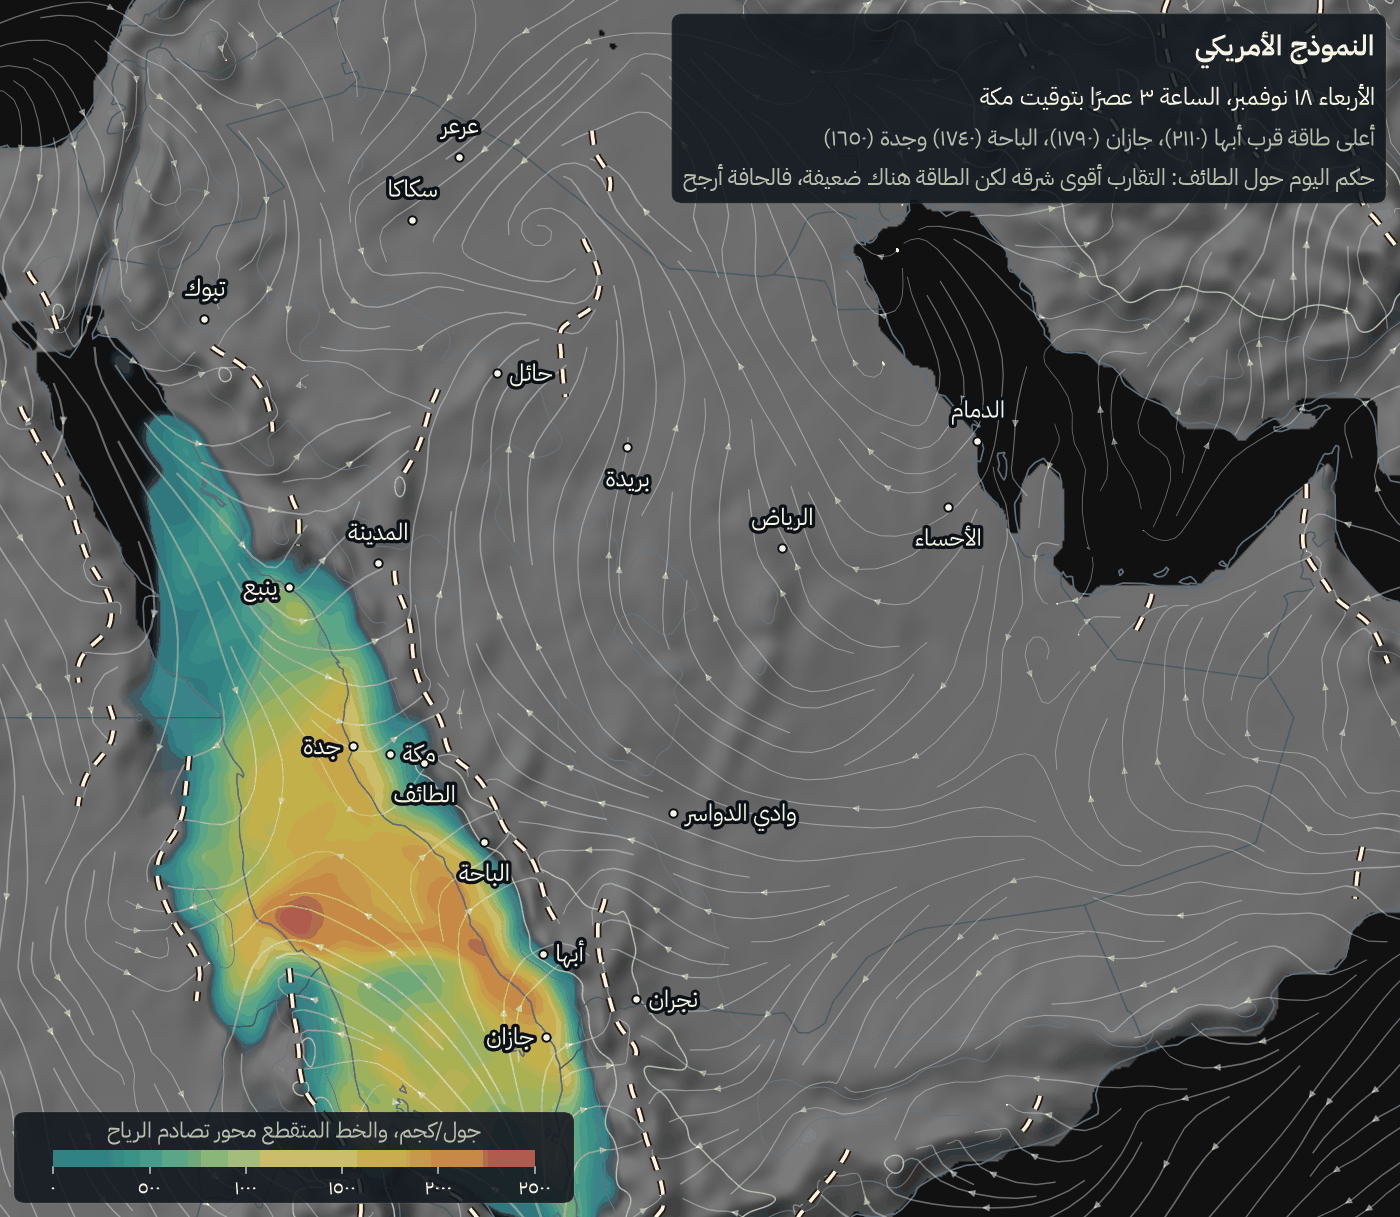 النموذج الأمريكي
الأربعاء ١٨ نوفمبر، الساعة ٣ عصرًا بتوقيت مكة
أعلى طاقة قرب أبها (٢١١٠)، جازان (١٧٩٠)، الباحة (١٧٤٠) وجدة (١٦٥٠)
حكم اليوم حول الطائف: التقارب أقوى شرقه لكن الطاقة هناك ضعيفة، فالحافة أرجح
عرعر
سكاكا
تبوك
حائل
الدمام
بريدة
الرياض
الأحساء
المدينة
ينبع
جدة
مكة
الطائف
وادي الدواسر
الباحة
أبها
نجران
جازان
جول/كجم، والخط المتقطع محور تصادم الرياح
٠ ٥٠٠ ١٠٠٠ ١٥٠٠ ٢٠٠٠ ٢٥٠٠